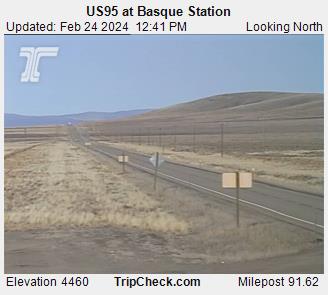 US95 at Basque Station
Updated: Feb 24 2024 12:41 PM Looking North
Elevation 4460 TripCheck.com Milepost 91.62